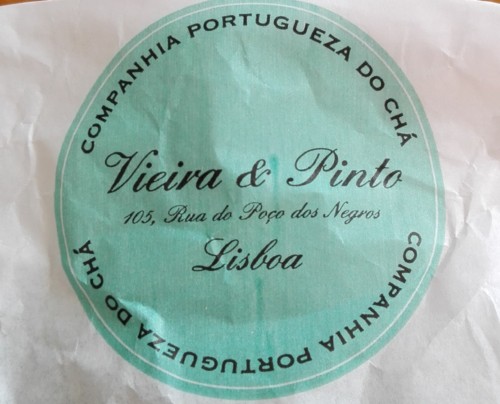 COMPANHIA PORTUGUEZA DO CHÁ
Vieira & Pinto
105, Rua do Poço dos Negros
Lisboa
COMPANHIA PORTUGUEZA DO CHÁ